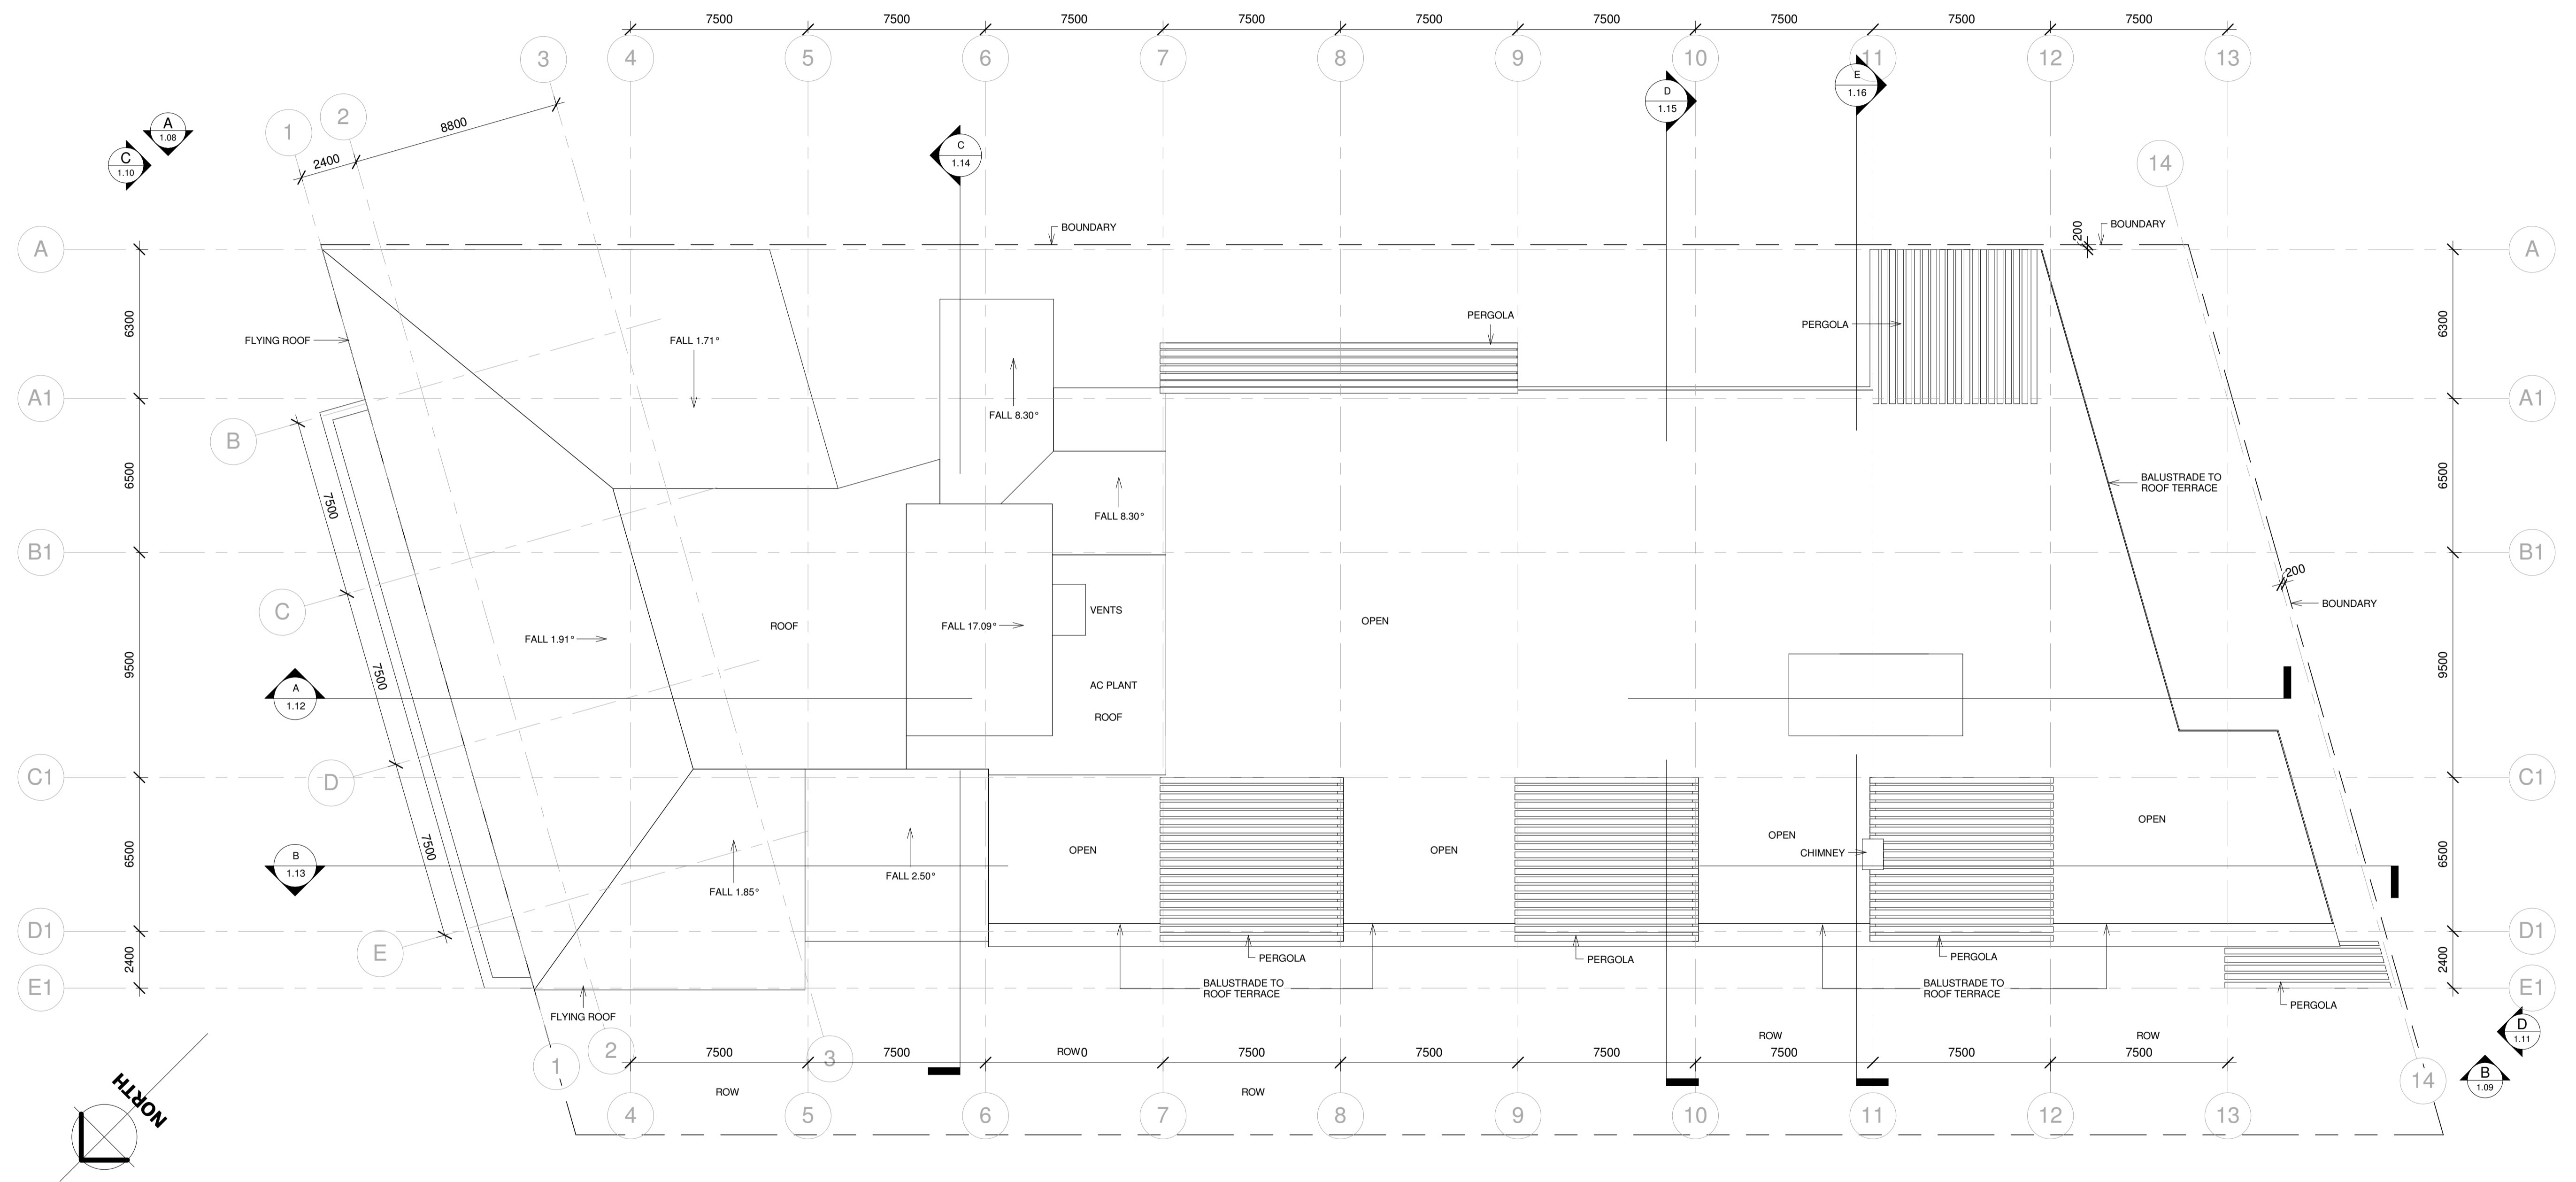 7500 7500 7500 7500 7500 7500 7500 7500 7500
3 4 5 6 7 8 9 10 11 12 13
1 2 2400 8800
A 1.08
C 1.10
C 1.14
D 1.15
E 1.16
14
A BOUNDARY 200 BOUNDARY A
6300 FLYING ROOF FALL 1.71° PERGOLA PERGOLA 6300
A1 FALL 8.30° A1
B
6500 7500 FALL 8.30° BALUSTRADE TO
ROOF TERRACE 6500
B1 200 B1
C VENTS BOUNDARY
FALL 1.91° ROOF FALL 17.09° OPEN
9500 7500 AC PLANT 9500
ROOF
A 1.12
C1 D C1
6500 7500 OPEN OPEN OPEN OPEN 6500
CHIMNEY
B 1.13
FALL 1.85° FALL 2.50°
D1 D1
E
2400 PERGOLA PERGOLA PERGOLA 2400
E1 BALUSTRADE TO
ROOF TERRACE
BALUSTRADE TO
ROOF TERRACE
E1
FLYING ROOF PERGOLA
D 1.11
ROW ROW
1 2 3
7500 7500 ROW0 7500 7500 7500 7500 7500 7500
B 1.09
14
ROW ROW
NORTH
4 5 6 7 8 9 10 11 12 13